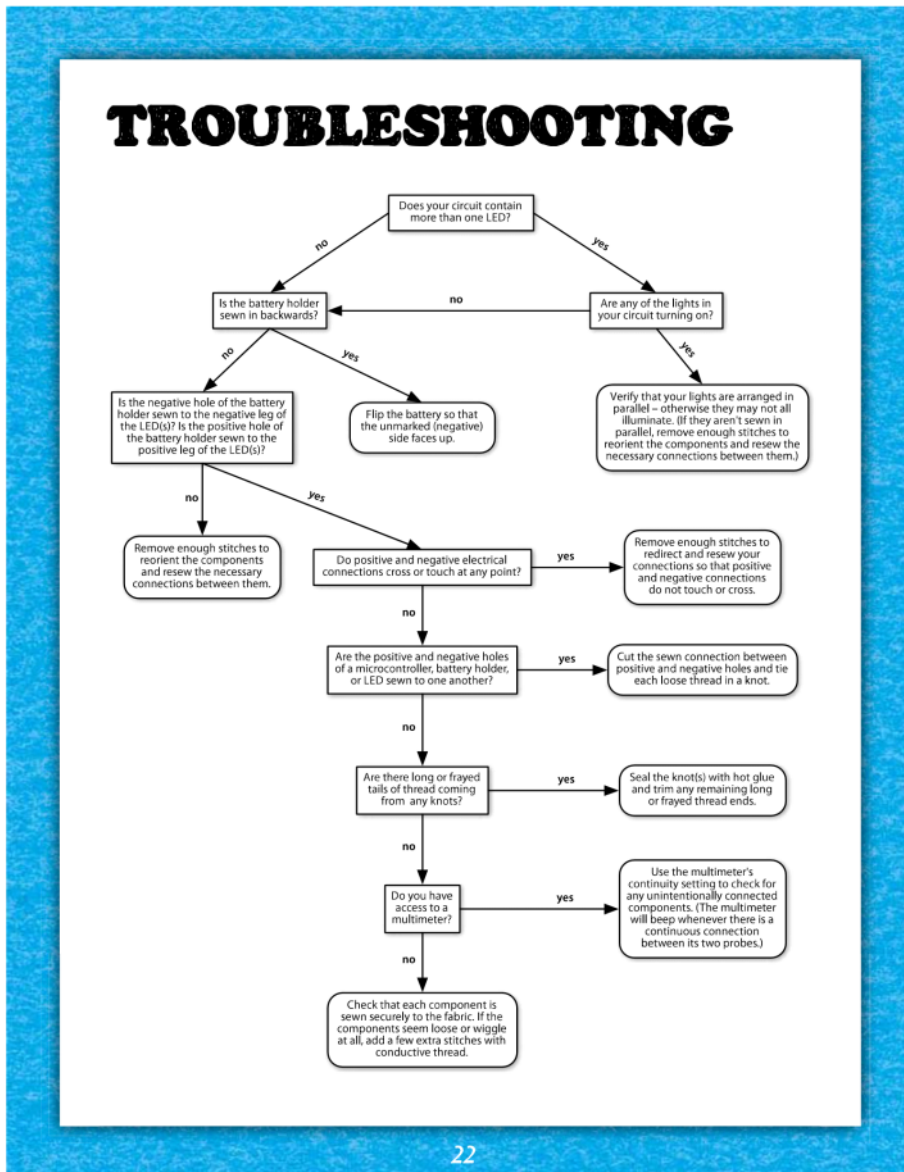 TROUBLESHOOTING
Does your circuit contain
more than one LED?
no
yes
Is the battery holder
sewn in backwards?
no
Are any of the lights in
your circuit turning on?
no
yes
yes
Is the negative hole of the battery
holder sewn to the negative leg of
the LED(s)? Is the positive hole of
the battery holder sewn to the
positive leg of the LED(s)?
Flip the battery so that
the unmarked (negative)
side faces up.
Verify that your lights are arranged in
parallel – otherwise they may not all
illuminate. (If they aren't sewn in
parallel, remove enough stitches to
reorient the components and resew the
necessary connections between them.)
no
yes
Remove enough stitches to
reorient the components
and resew the necessary
connections between them.
Do positive and negative electrical
connections cross or touch at any point?
yes
Remove enough stitches to
redirect and resew your
connections so that positive
and negative connections
do not touch or cross.
no
Are the positive and negative holes
of a microcontroller, battery holder,
or LED sewn to one another?
yes
Cut the sewn connection between
positive and negative holes and tie
each loose thread in a knot.
no
Are there long or frayed
tails of thread coming
from any knots?
yes
Seal the knot(s) with hot glue
and trim any remaining long
or frayed thread ends.
no
Do you have
access to a
multimeter?
yes
Use the multimeter's
continuity setting to check for
any unintentionally connected
components. (The multimeter
will beep whenever there is a
continuous connection
between its two probes.)
no
Check that each component is
sewn securely to the fabric. If the
components seem loose or wiggle
at all, add a few extra stitches with
conductive thread.
22